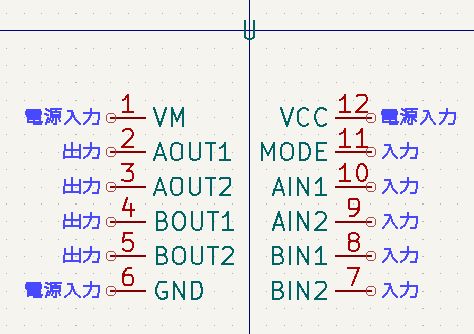 U
電源入力 1 VM VCC 12 電源入力
出力 2 AOUT1 MODE 11 入力
出力 3 AOUT2 AIN1 10 入力
出力 4 BOUT1 AIN2 9 入力
出力 5 BOUT2 BIN1 8 入力
電源入力 6 GND BIN2 7 入力